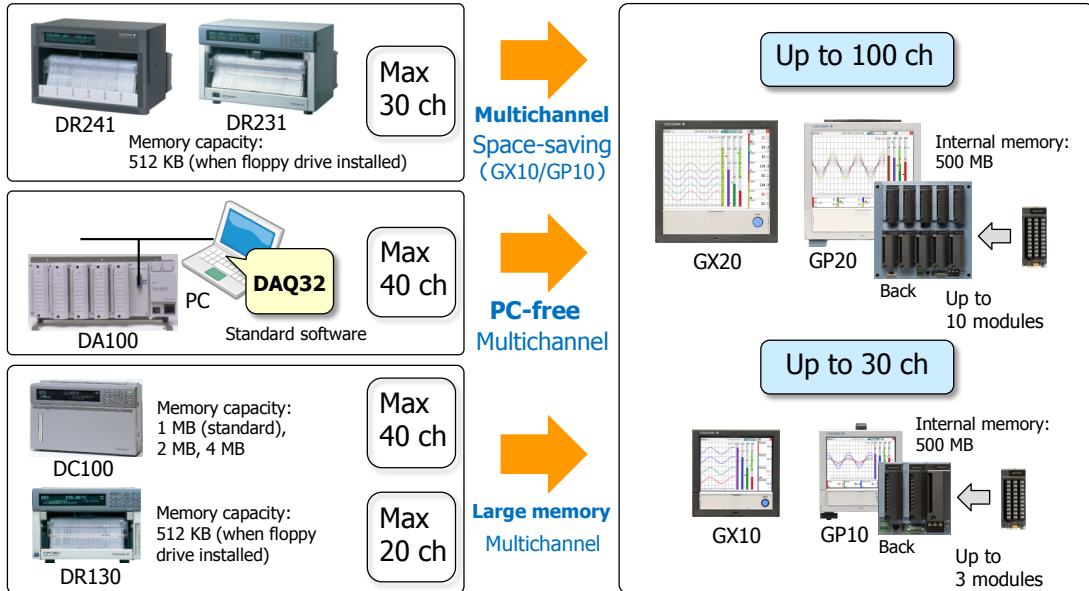 DR241
DR231
Memory capacity:
512 KB (when floppy drive installed)
Max
30 ch
Multichannel
Space-saving
（GX10/GP10）
PC
DAQ32
DA100
Standard software
Max
40 ch
PC-free
Multichannel
DC100
Memory capacity:
1 MB (standard),
2 MB, 4 MB
Max
40 ch
DR130
Memory capacity:
512 KB (when floppy
drive installed)
Max
20 ch
Large memory
Multichannel
Up to 100 ch
GX20
GP20
Internal memory:
500 MB
Back
Up to
10 modules
Up to 30 ch
GX10
GP10
Internal memory:
500 MB
Back
Up to
3 modules